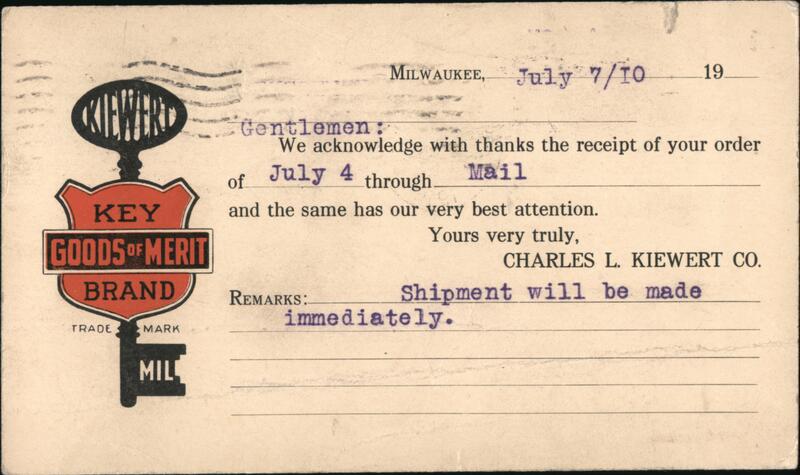 MILWAUKEE, July 7/10 19
KIEWERT
Gentlemen:
We acknowledge with thanks the receipt of your order
of July 4 through Mail
and the same has our very best attention.
Yours very truly,
CHARLES L. KIEWERT CO.
KEY
GOODS OF MERIT
BRAND
TRADE MARK
MIL
REMARKS: Shipment will be made
immediately.